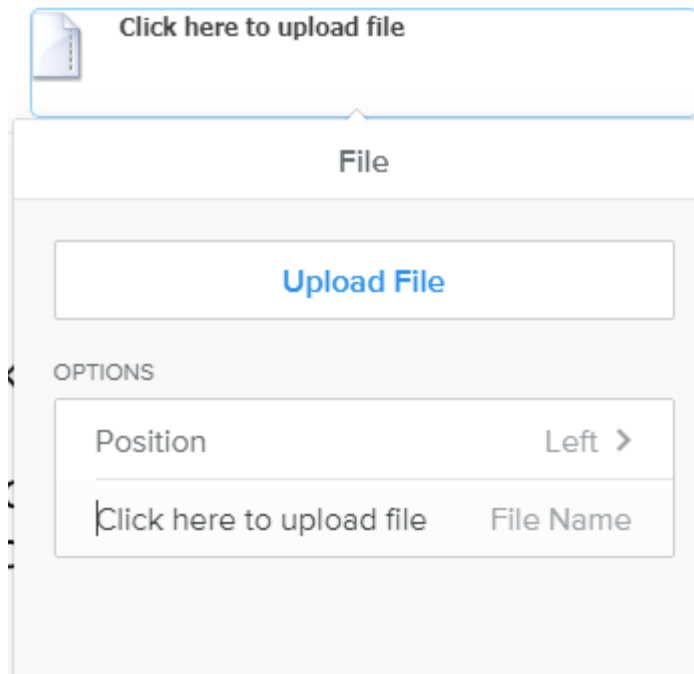 Click here to upload file
File
Upload File
OPTIONS
Position Left >
Click here to upload file File Name